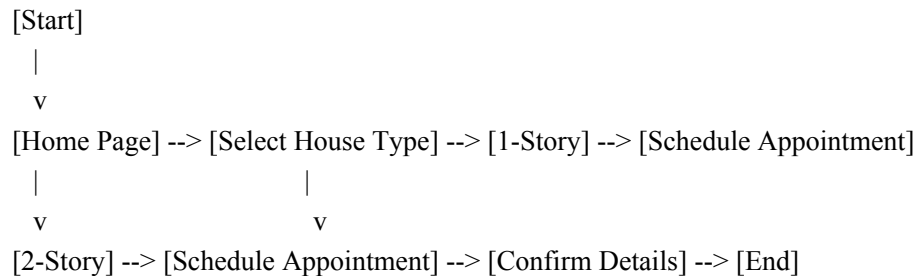 [Start]
|
v
[Home Page] --> [Select House Type] --> [1-Story] --> [Schedule Appointment]
| |
v v
[2-Story] --> [Schedule Appointment] --> [Confirm Details] --> [End]